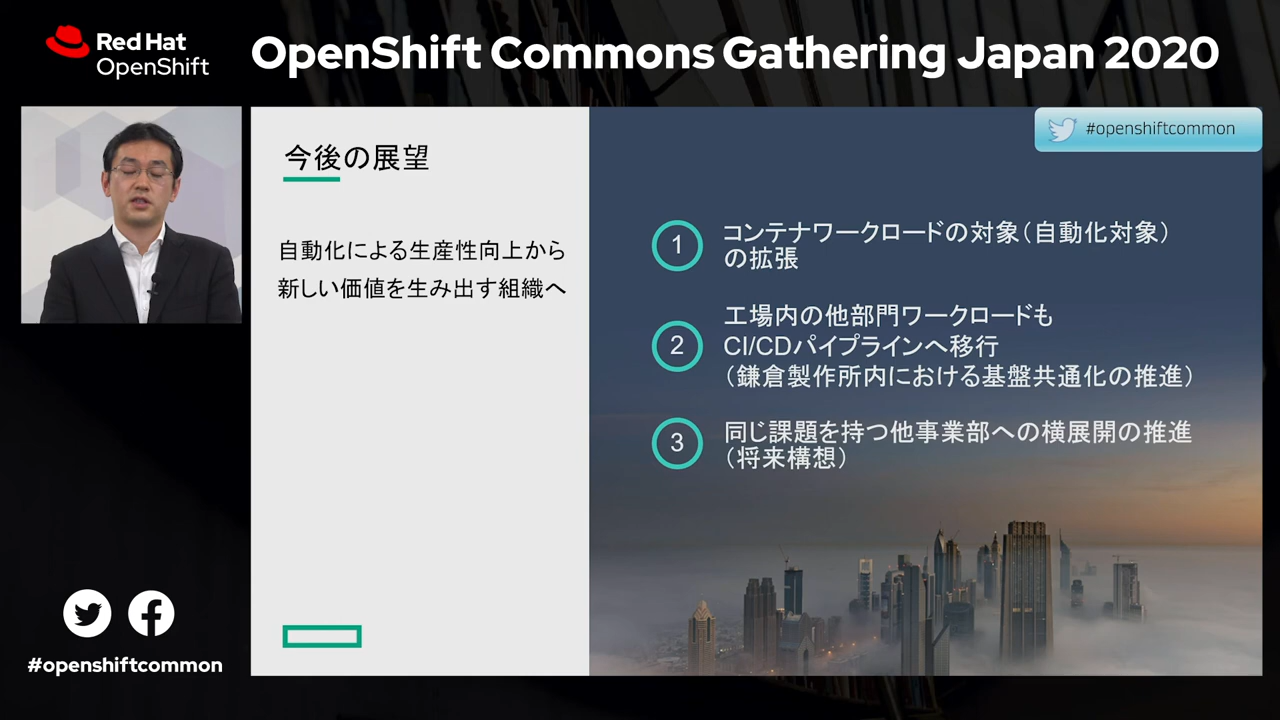 Red Hat
OpenShift
OpenShift Commons Gathering Japan 2020
#openshiftcommon
今後の展望
自動化による生産性向上から
新しい価値を生み出す組織へ
1
コンテナワークロードの対象（自動化対象）
の拡張
2
工場内の他部門ワークロードも
CI/CDパイプラインへ移行
（鎌倉製作所内における基盤共通化の推進）
3
同じ課題を持つ他事業部への横展開の推進
（将来構想）
#openshiftcommon